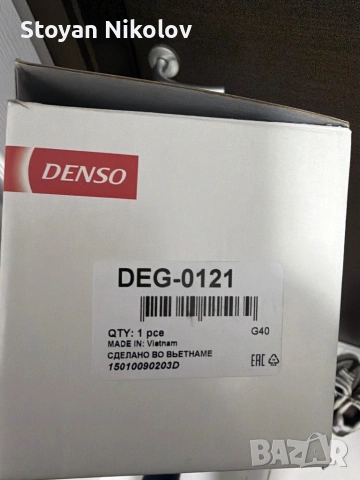 Stoyan Nikolov
DENSO
DEG-0121
QTY: 1 pce
G40
MADE IN: Vietnam
СДЕЛАНО ВО ВЬЕТНАМЕ
15010090203D
EAC
bazar